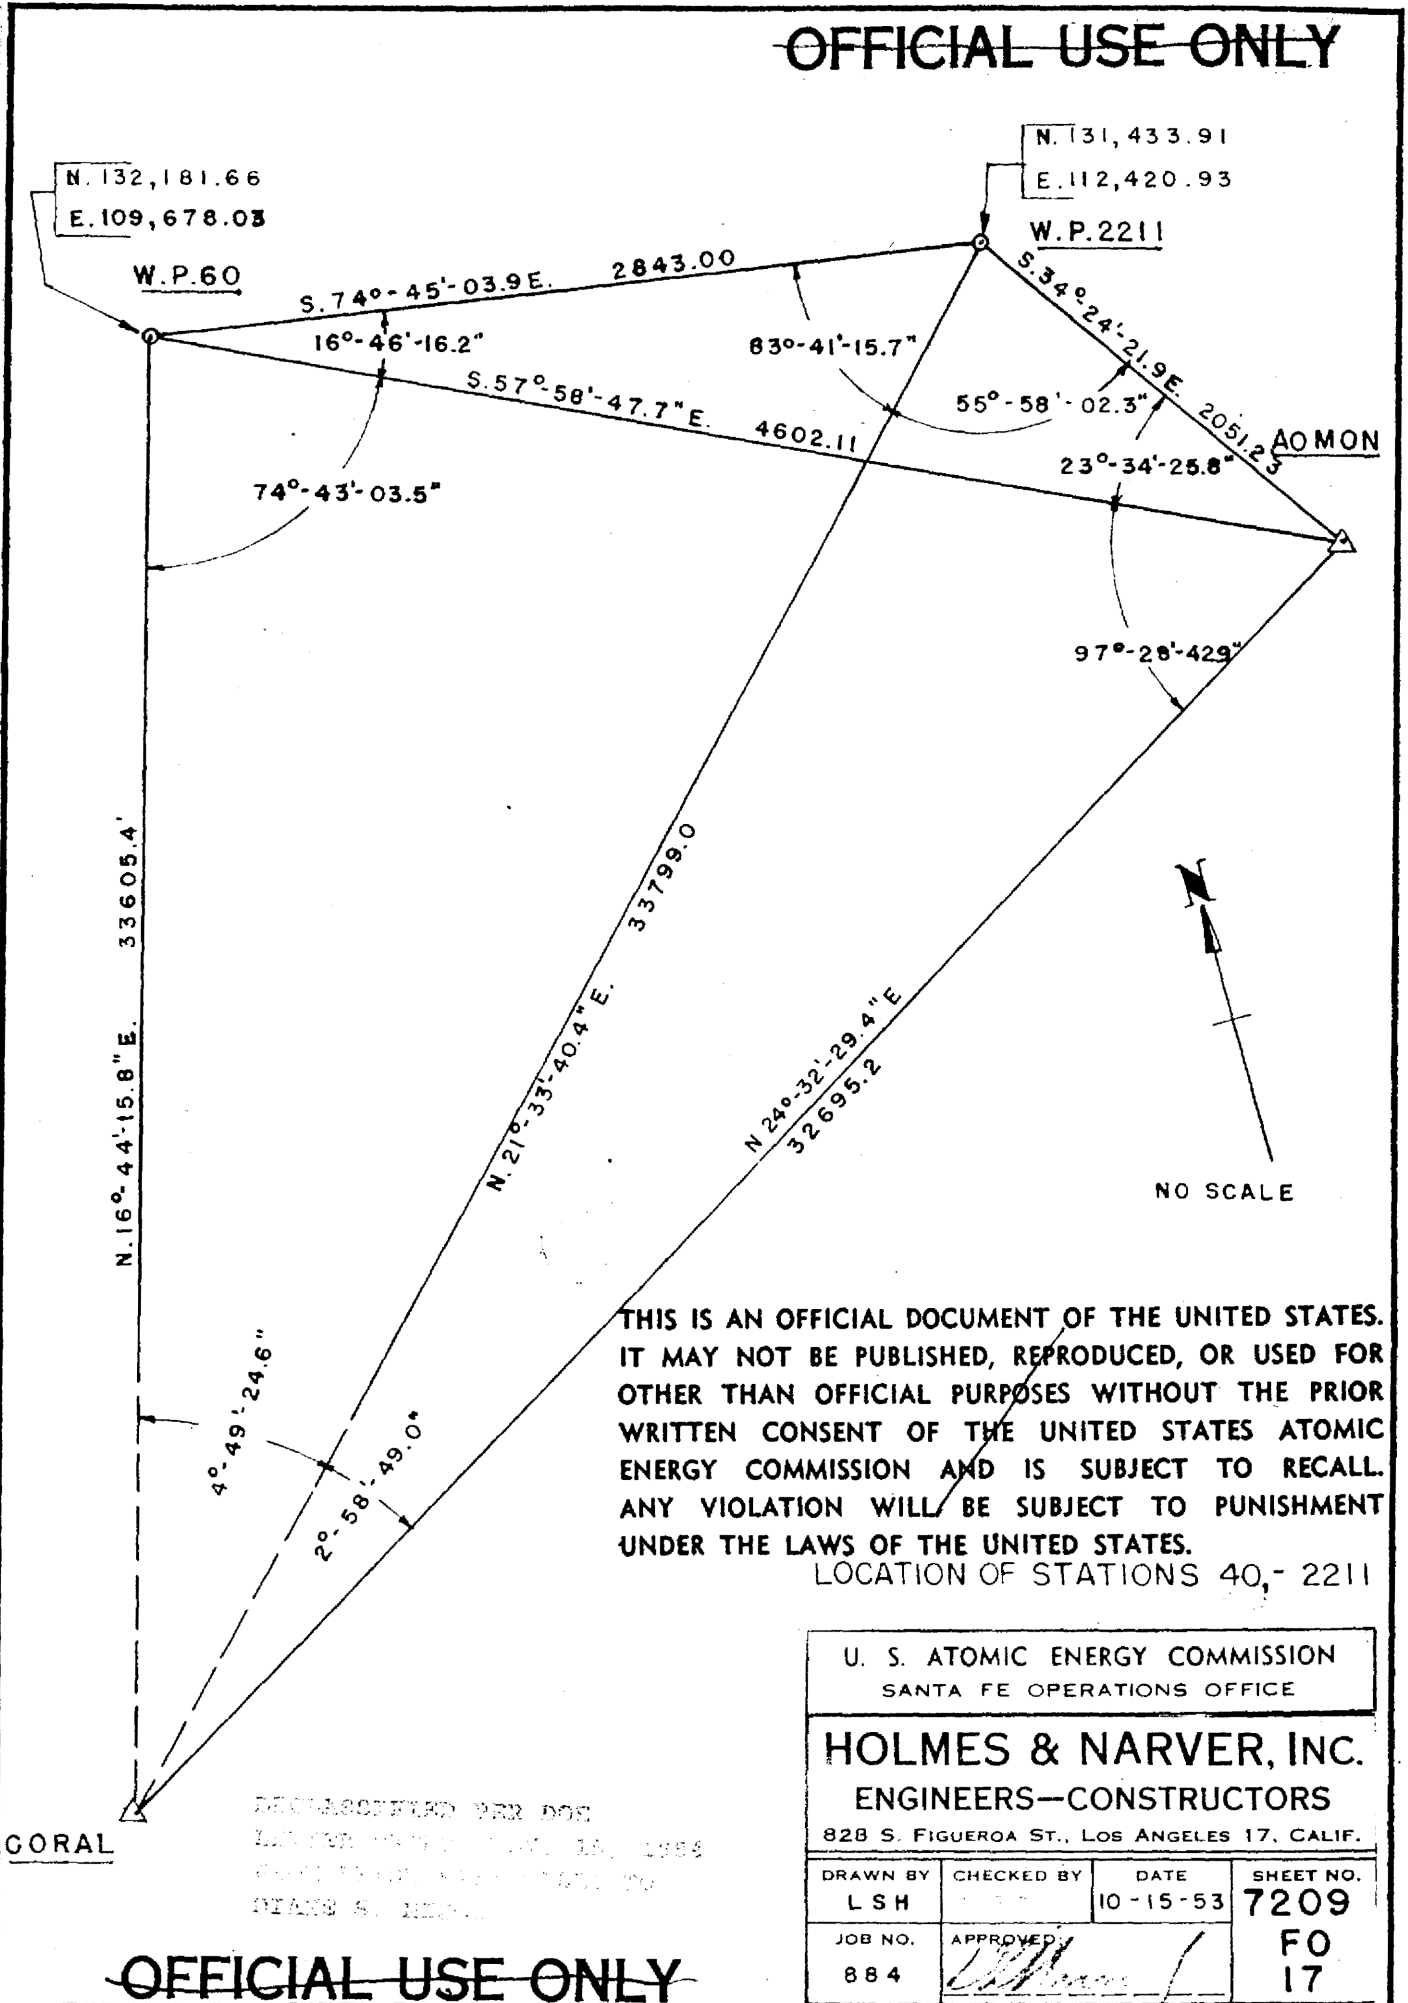 OFFICIAL USE ONLY
N. 131,433.91
E. 112,420.93
W.P. 2211
N. 132,181.66
E. 109,678.03
W.P. 60
S. 74°-45'-03.9 E. 2843.00
16°-46'-16.2"
83°-41'-15.7"
S. 34°-24'-21.9 E. 2051.23
S. 57°-58'-47.7" E. 4602.11
55°-58'-02.3"
AOMON
23°-34'-25.8"
74°-43'-03.5"
97°-28'-42.9"
N. 16°-44'-15.8" E. 33605.4'
N. 21°-33'-40.4" E. 33799.0
N 24°-32'-29.4" E
32695.2
N
NO SCALE
4°-49'-24.6"
2°-58'-49.0"
THIS IS AN OFFICIAL DOCUMENT OF THE UNITED STATES.
IT MAY NOT BE PUBLISHED, REPRODUCED, OR USED FOR
OTHER THAN OFFICIAL PURPOSES WITHOUT THE PRIOR
WRITTEN CONSENT OF THE UNITED STATES ATOMIC
ENERGY COMMISSION AND IS SUBJECT TO RECALL.
ANY VIOLATION WILL BE SUBJECT TO PUNISHMENT
UNDER THE LAWS OF THE UNITED STATES.
LOCATION OF STATIONS 40,- 2211
U. S. ATOMIC ENERGY COMMISSION
SANTA FE OPERATIONS OFFICE
HOLMES & NARVER, INC.
ENGINEERS—CONSTRUCTORS
828 S. FIGUEROA ST., LOS ANGELES 17, CALIF.
CORAL
DECLASSIFIED PER DOE
DRAWN BY
LSH
CHECKED BY
DATE
10-15-53
SHEET NO.
7209
FO
17
JOB NO.
884
APPROVED:
OFFICIAL USE ONLY